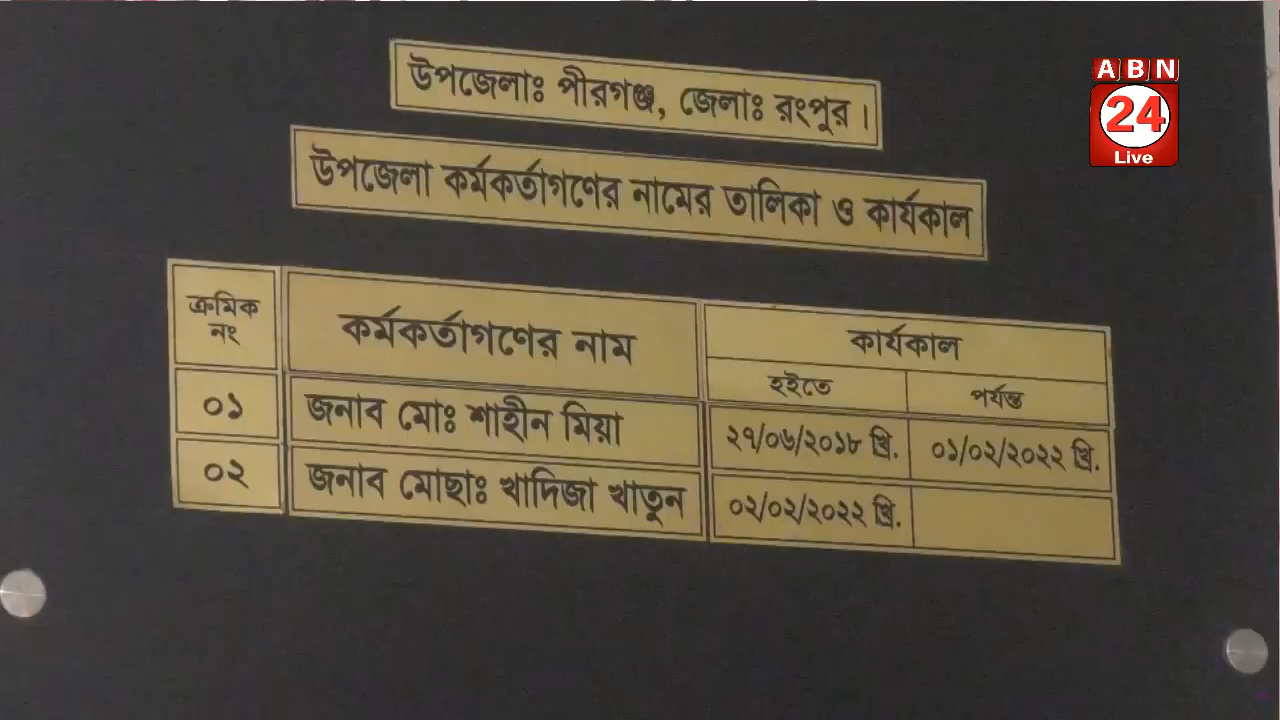 উপজেলাঃ পীরগঞ্জ, জেলাঃ রংপুর।
উপজেলা কর্মকর্তাগণের নামের তালিকা ও কার্যকাল
ক্রমিক
নং
কর্মকর্তাগণের নাম
কার্যকাল
হইতে
পর্যন্ত
০১
জনাব মোঃ শাহীন মিয়া
২৭/০৬/২০১৮ খ্রি.
০১/০২/২০২২ খ্রি.
০২
জনাব মোছাঃ খাদিজা খাতুন
০২/০২/২০২২ খ্রি.
ABN
24
Live